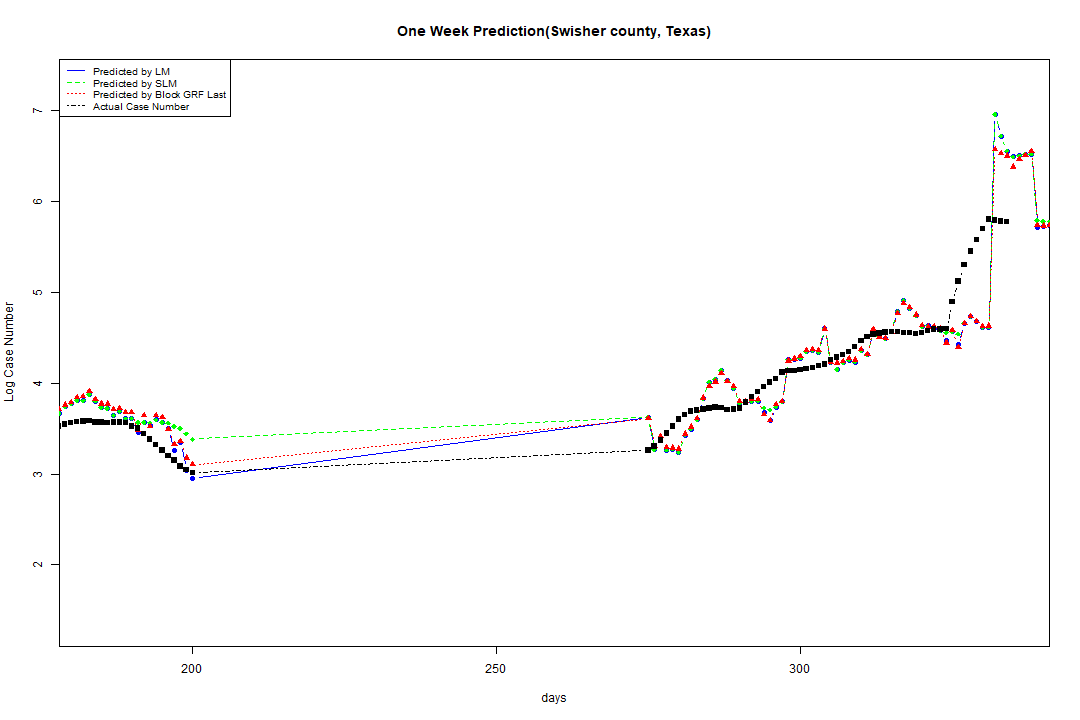 One Week Prediction(Swisher county, Texas)
Predicted by LM
Predicted by SLM
Predicted by Block GRF Last
Actual Case Number
7
6
5
4
3
2
Log Case Number
200
250
300
days